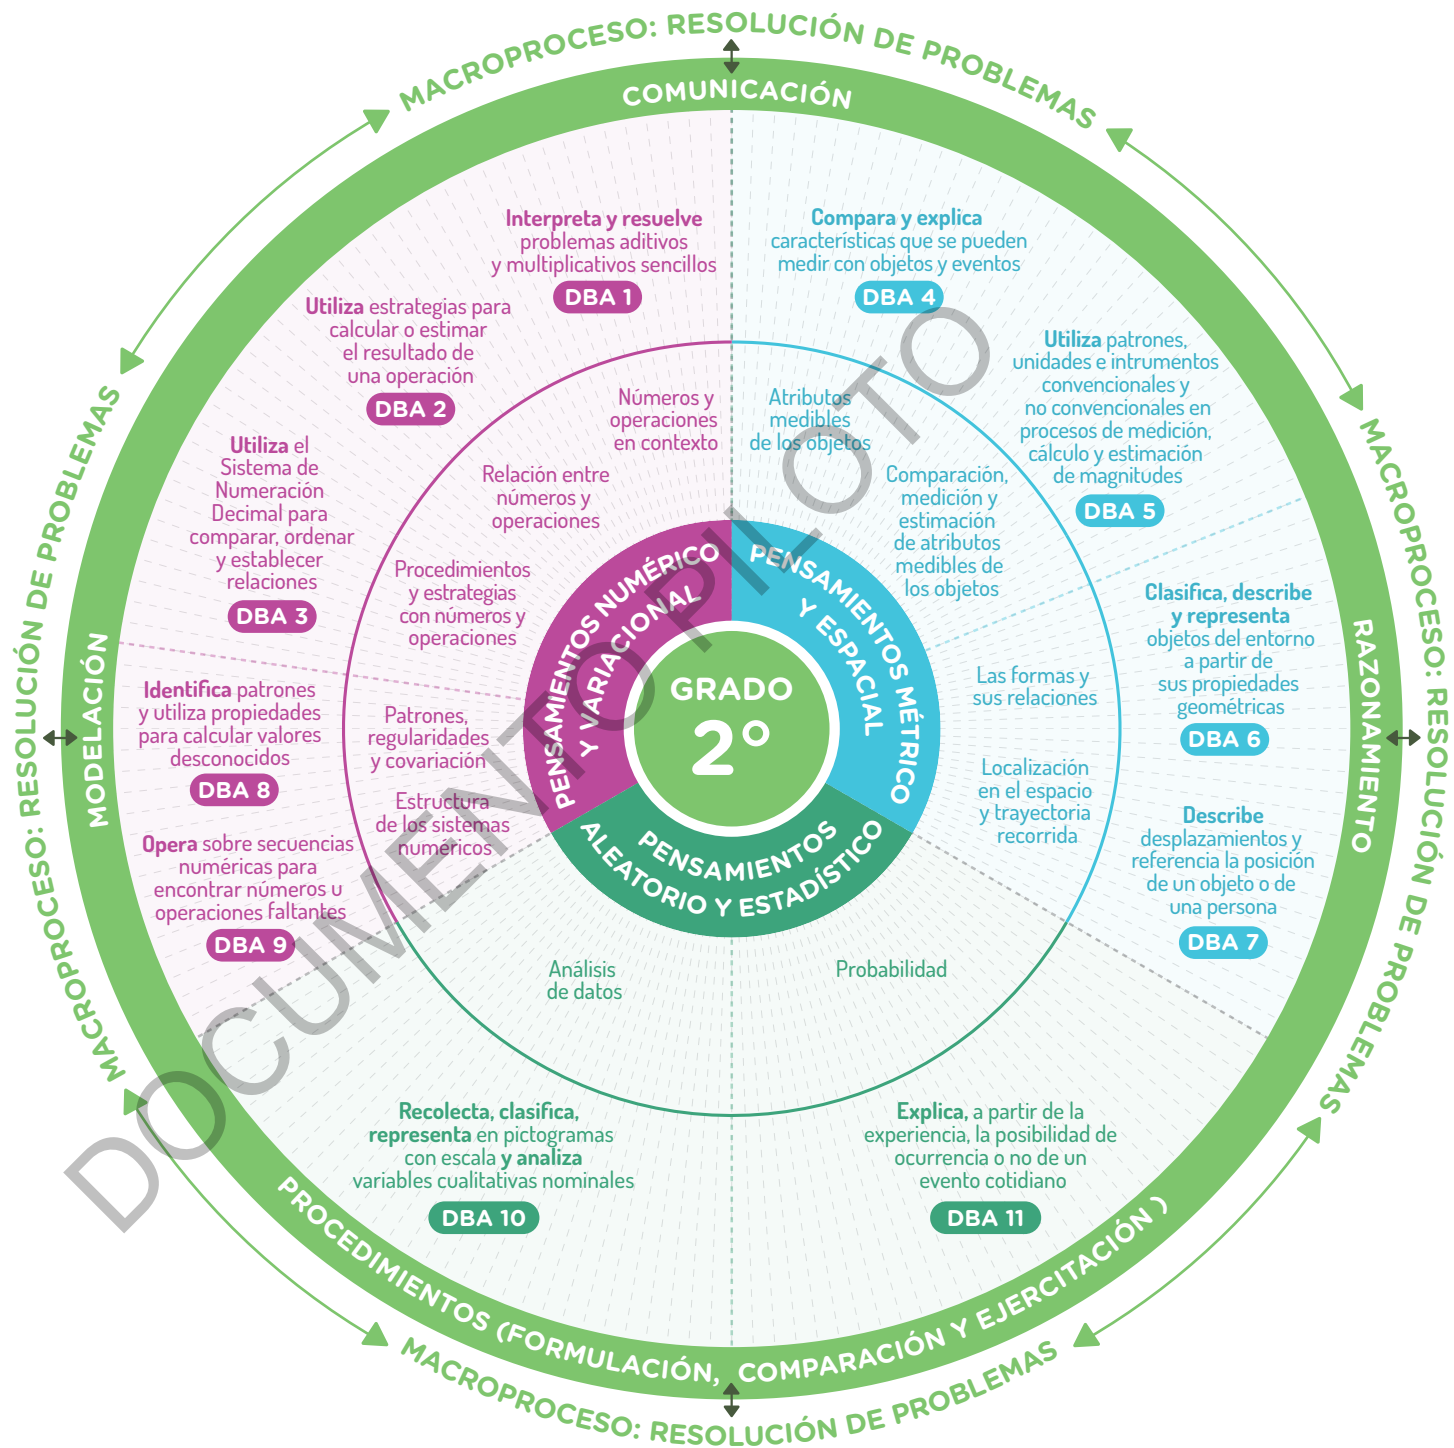 MACROPROCESO: RESOLUCIÓN DE PROBLEMAS
COMUNICACIÓN
Interpreta y resuelve
problemas aditivos
y multiplicativos sencillos
DBA 1
Utiliza estrategias para
calcular o estimar
el resultado de
una operación
DBA 2
Utiliza el
Sistema de
Numeración
Decimal para
comparar, ordenar
y establecer
relaciones
DBA 3
Identifica patrones
y utiliza propiedades
para calcular valores
desconocidos
DBA 8
Opera sobre secuencias
numéricas para
encontrar números u
operaciones faltantes
DBA 9
Números y
operaciones
en contexto
Relación entre
números y
operaciones
Procedimientos
y estrategias
con números y
operaciones
Patrones,
regularidades
y covariación
Estructura
de los sistemas
numéricos
Compara y explica
características que se pueden
medir con objetos y eventos
DBA 4
Utiliza patrones,
unidades e intrumentos
convencionales y
no convencionales en
procesos de medición,
cálculo y estimación
de magnitudes
DBA 5
Clasifica, describe
y representa
objetos del entorno
a partir de
sus propiedades
geométricas
DBA 6
Describe
desplazamientos y
referencia la posición
de un objeto o de
una persona
DBA 7
Atributos
medibles
de los objetos
Comparación,
medición y
estimación
de atributos
medibles de
los objetos
Las formas y
sus relaciones
Localización
en el espacio
y trayectoria
recorrida
PENSAMIENTOS NUMÉRICO
Y VARIACIONAL
PENSAMIENTOS MÉTRICO
Y ESPACIAL
GRADO
2°
PENSAMIENTOS
ALEATORIO Y ESTADÍSTICO
Análisis
de datos
Probabilidad
Recolecta, clasifica,
representa en pictogramas
con escala y analiza
variables cualitativas nominales
DBA 10
Explica, a partir de la
experiencia, la posibilidad de
ocurrencia o no de un
evento cotidiano
DBA 11
MODELACIÓN
RAZONAMIENTO
PROCEDIMIENTOS (FORMULACIÓN, COMPARACIÓN Y EJERCITACIÓN )
MACROPROCESO: RESOLUCIÓN DE PROBLEMAS
MACROPROCESO: RESOLUCIÓN DE PROBLEMAS
MACROPROCESO: RESOLUCIÓN DE PROBLEMAS
DOCUMENTO PILOTO